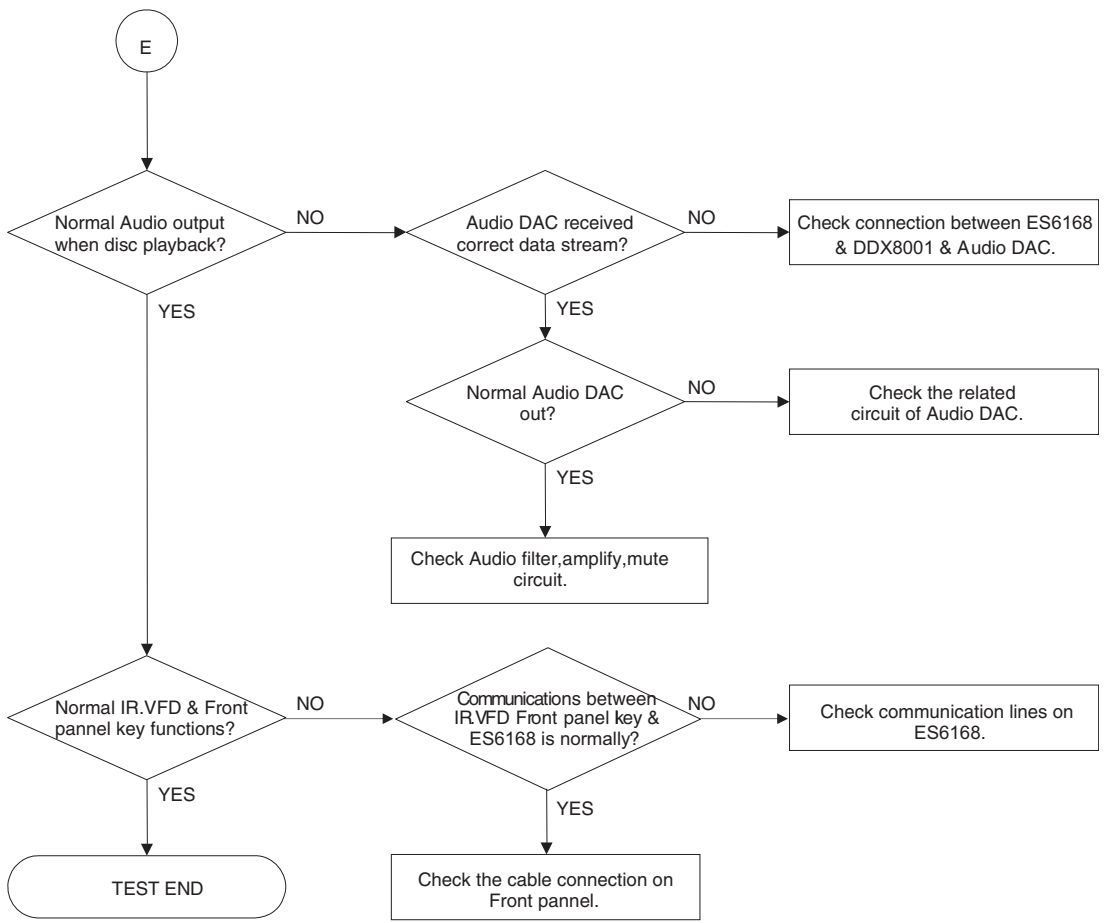 E
Normal Audio output
when disc playback?
NO
Audio DAC received
correct data stream?
NO
Check connection between ES6168
& DDX8001 & Audio DAC.
YES
YES
Normal Audio DAC
out?
NO
Check the related
circuit of Audio DAC.
YES
Check Audio filter,amplify,mute
circuit.
Normal IR.VFD & Front
pannel key functions?
NO
Communications between
IR.VFD Front panel key &
ES6168 is normally?
NO
Check communication lines on
ES6168.
YES
YES
TEST END
Check the cable connection on
Front pannel.